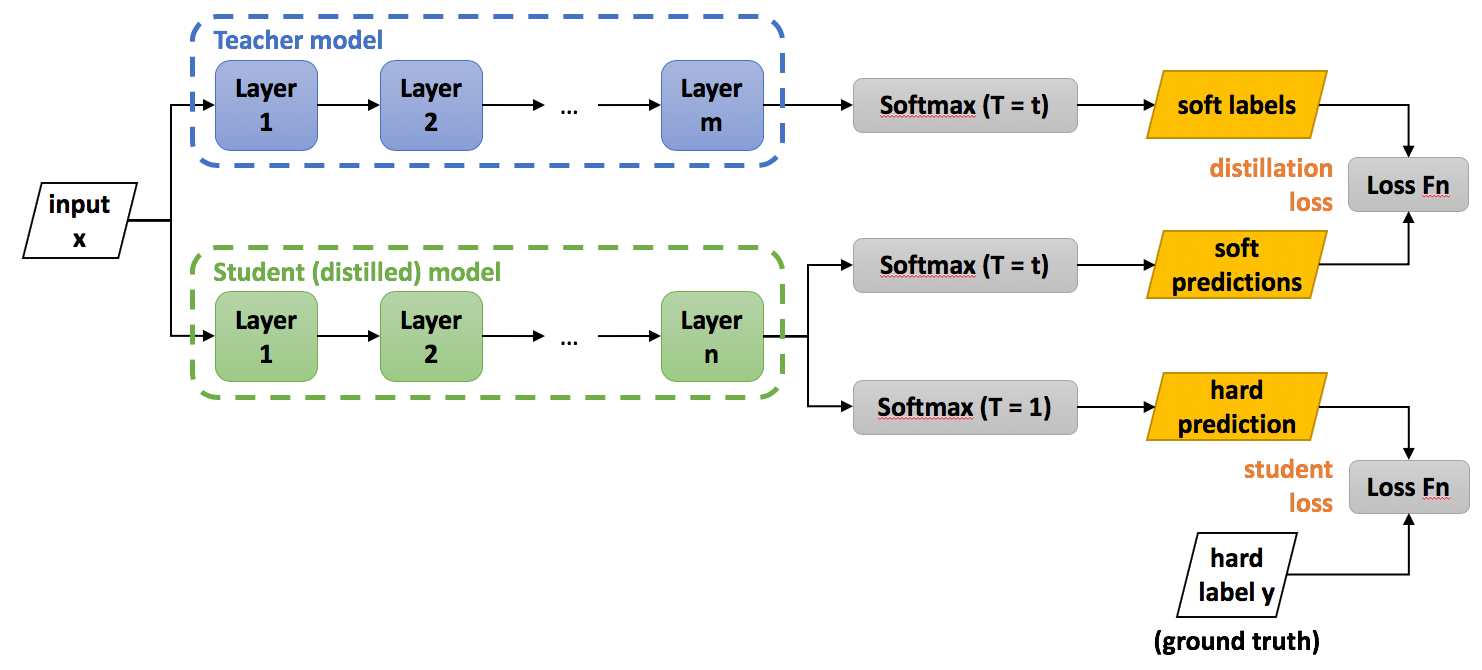 Teacher model
Layer
1
Layer
2
...
Layer
m
Softmax (T = t)
soft labels
distillation
loss
Loss Fn
input
x
Student (distilled) model
Layer
1
Layer
2
...
Layer
n
Softmax (T = t)
soft
predictions
Softmax (T = 1)
hard
prediction
student
loss
Loss Fn
hard
label y
(ground truth)